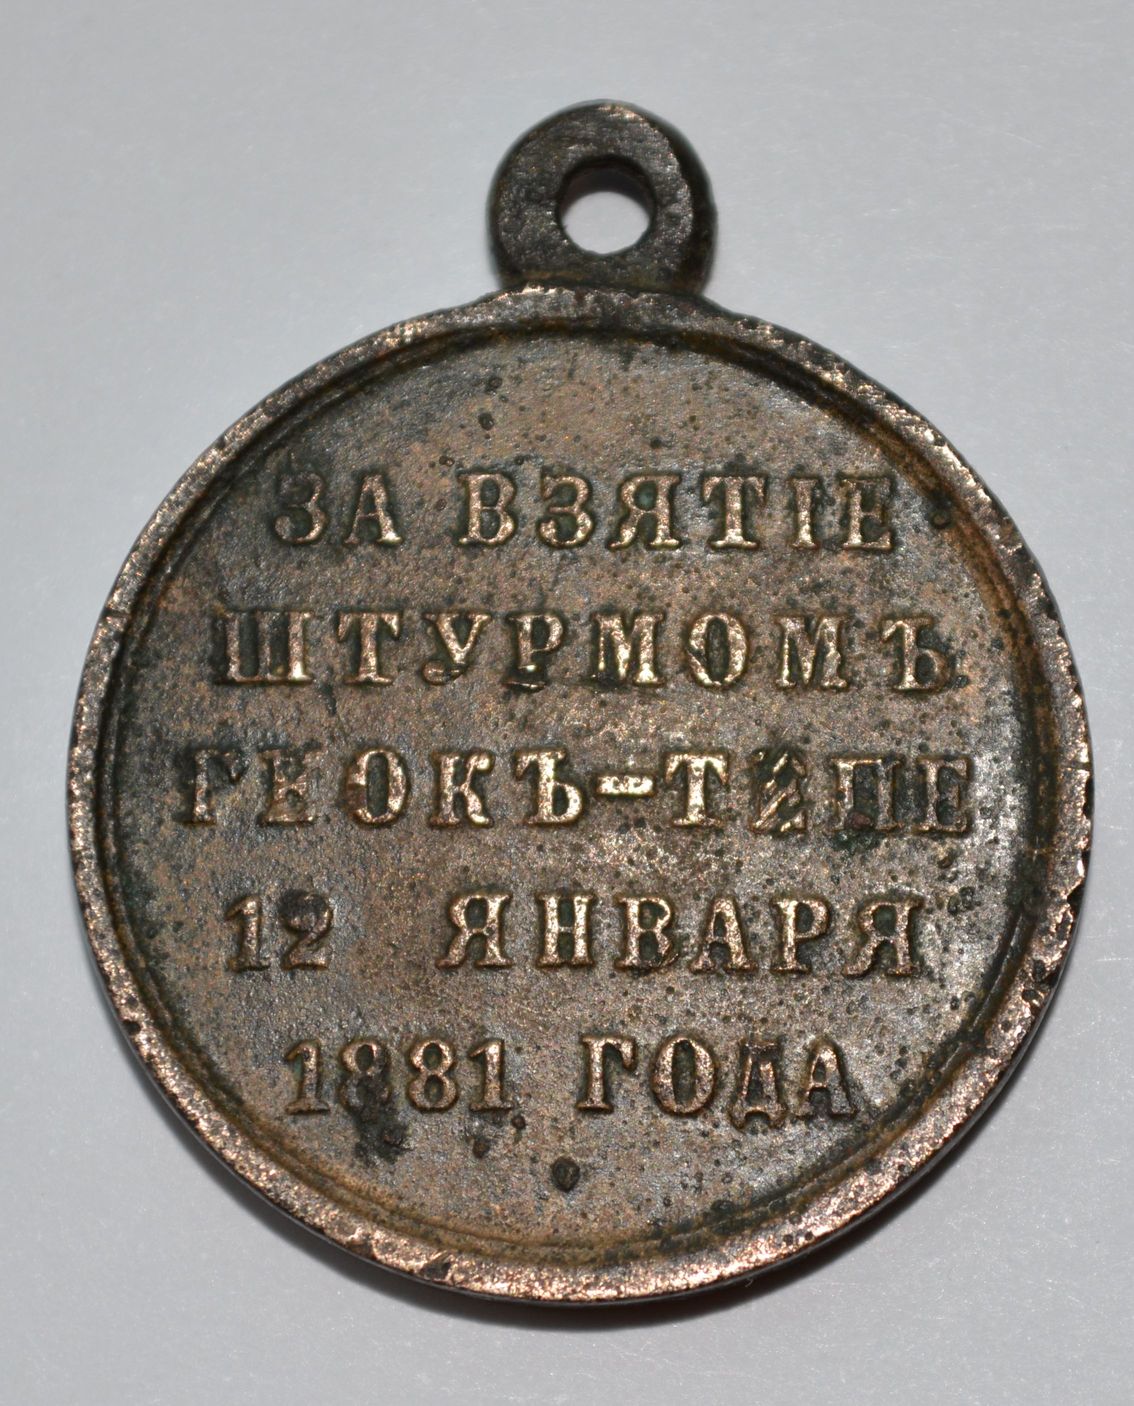 ЗА ВЗЯТІЕ
ШТУРМОМЪ
ГЕОКЪ-ТЕПЕ
12 ЯНВАРЯ
1881 ГОДА